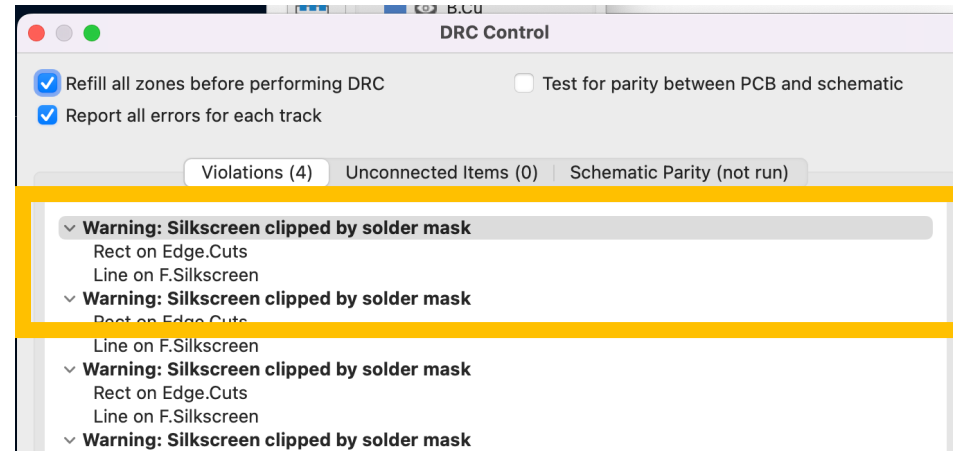 B.Cu
DRC Control
Refill all zones before performing DRC
Test for parity between PCB and schematic
Report all errors for each track
Violations (4)
Unconnected Items (0)
Schematic Parity (not run)
Warning: Silkscreen clipped by solder mask
Rect on Edge.Cuts
Line on F.Silkscreen
Warning: Silkscreen clipped by solder mask
Rect on Edge.Cuts
Line on F.Silkscreen
Warning: Silkscreen clipped by solder mask
Rect on Edge.Cuts
Line on F.Silkscreen
Warning: Silkscreen clipped by solder mask